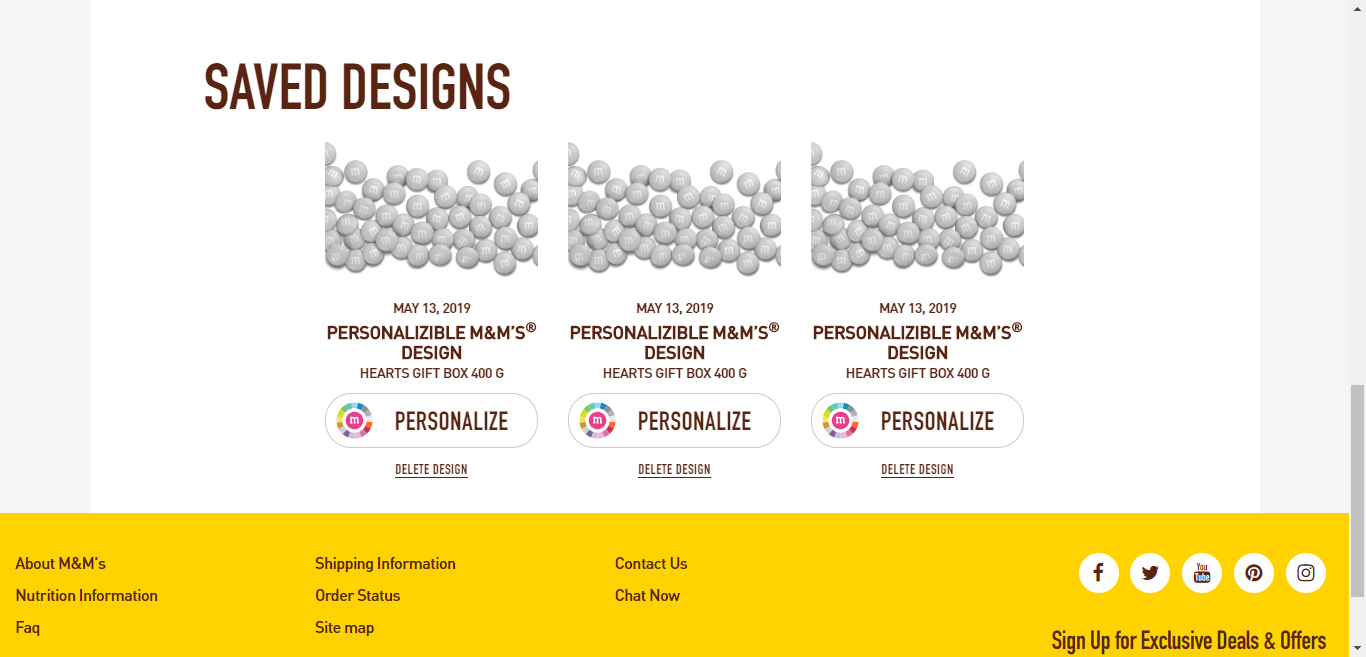 SAVED DESIGNS
MAY 13, 2019
PERSONALIZIBLE M&M'S®
DESIGN
HEARTS GIFT BOX 400 G
m PERSONALIZE
DELETE DESIGN
MAY 13, 2019
PERSONALIZIBLE M&M'S®
DESIGN
HEARTS GIFT BOX 400 G
m PERSONALIZE
DELETE DESIGN
MAY 13, 2019
PERSONALIZIBLE M&M'S®
DESIGN
HEARTS GIFT BOX 400 G
m PERSONALIZE
DELETE DESIGN
About M&M's
Nutrition Information
Faq
Shipping Information
Order Status
Site map
Contact Us
Chat Now
You
Tube
Sign Up for Exclusive Deals & Offers